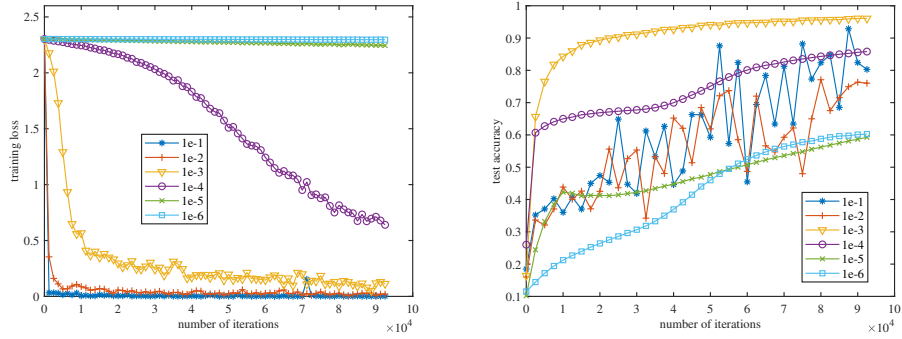 2.5
2
1.5
1
0.5
0
training loss
1e-1
1e-2
1e-3
1e-4
1e-5
1e-6
0 1 2 3 4 5 6 7 8 9 10
number of iterations
×10⁴
1
0.9
0.8
0.7
0.6
0.5
0.4
0.3
0.2
0.1
test accuracy
1e-1
1e-2
1e-3
1e-4
1e-5
1e-6
0 1 2 3 4 5 6 7 8 9 10
number of iterations
×10⁴